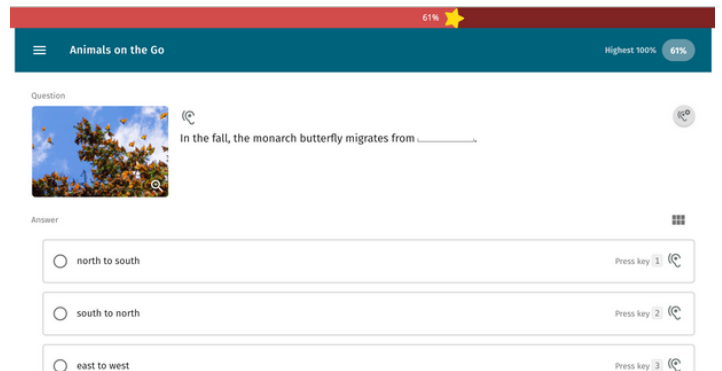 61%
Animals on the Go
Highest 100% 61%
Question
In the fall, the monarch butterfly migrates from __________.
Answer
north to south Press key 1
south to north Press key 2
east to west Press key 3